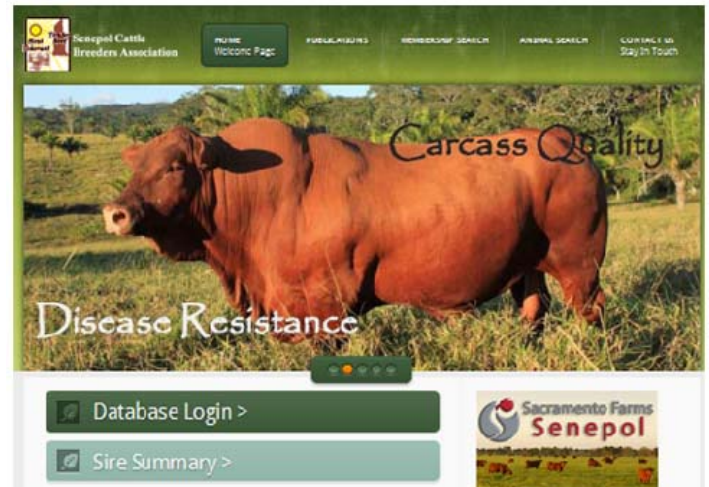 Senepol Cattle
Breeders Association
HOME
Welcome Page
PUBLICATIONS
MEMBERSHIP SEARCH
ANIMAL SEARCH
CONTACT US
Stay In Touch
Carcass Quality
Disease Resistance
Database Login >
Sire Summary >
Sacramento Farms
Senepol